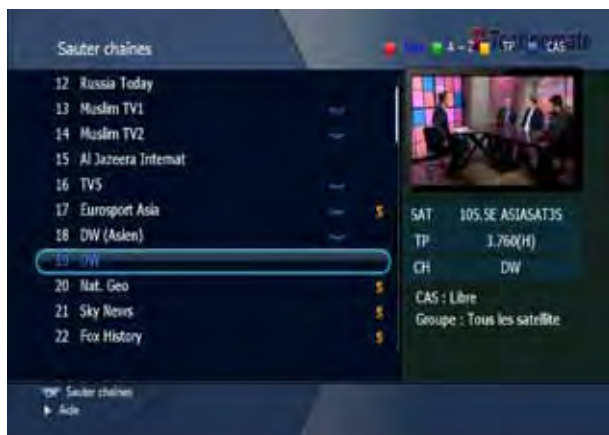 Sauter chaînes
A ~ Z TP CAS
12 Russia Today
13 Muslim TV1
14 Muslim TV2
15 Al Jazeera Internat
16 TV5
17 Eurosport Asia $
18 DW (Asien)
19 DW
20 Nat. Geo $
21 Sky News $
22 Fox History $
SAT 105.5E ASIASAT3S
TP 3.760(H)
CH DW
CAS : Libre
Groupe : Tous les satellite
Sauter chaînes
Aide